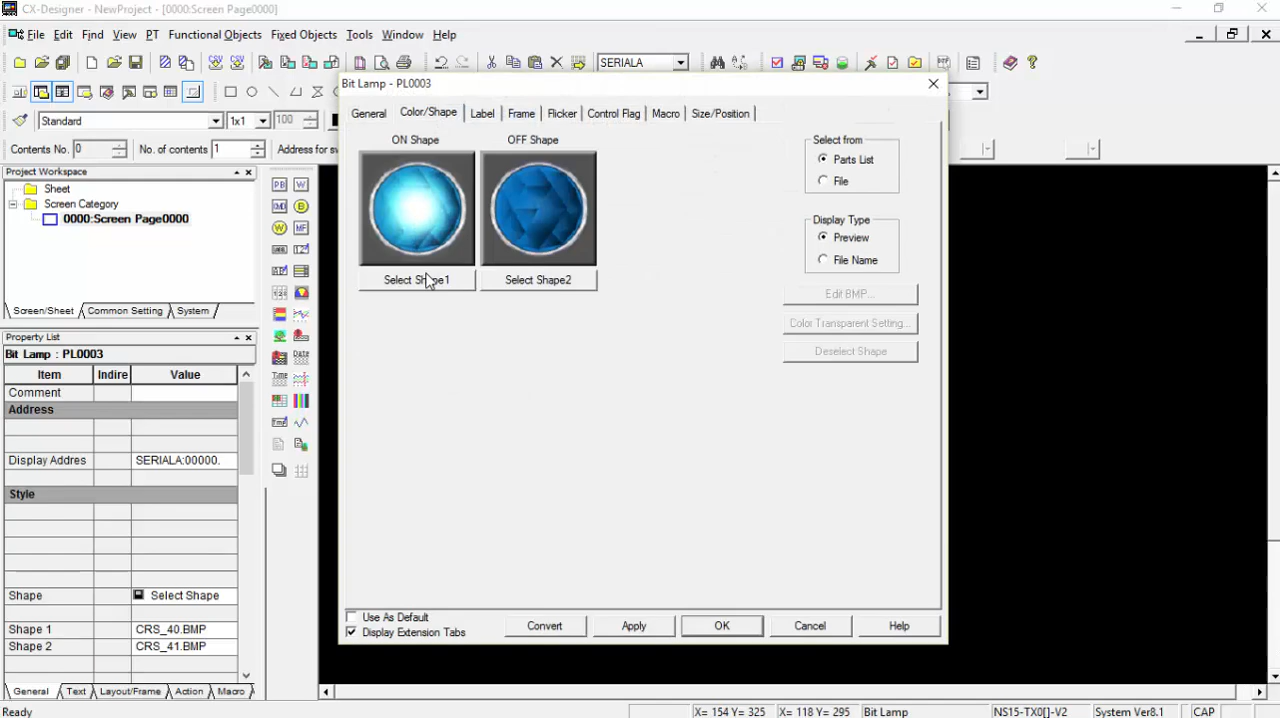 CX-Designer - NewProject - [0000:Screen Page0000]
File Edit Find View PT Functional Objects Fixed Objects Tools Window Help
SERIALA
Standard 1x1 100
Contents No. 0 No. of contents 1 Address for sw
Project Workspace
Sheet
Screen Category
0000:Screen Page0000
Screen/Sheet Common Setting System
Property List
Bit Lamp : PL0003
Item Indire Value
Comment
Address
Display Addres SERIALA:00000.
Style
Shape Select Shape
Shape 1 CRS_40.BMP
Shape 2 CRS_41.BMP
General Text Layout/Frame Action Macro
Bit Lamp - PL0003
General Color/Shape Label Frame Flicker Control Flag Macro Size/Position
ON Shape OFF Shape
Select Shape1 Select Shape2
Select from
Parts List
File
Display Type
Preview
File Name
Edit BMP...
Color Transparent Setting...
Deselect Shape
Use As Default
Display Extension Tabs
Convert Apply OK Cancel Help
Ready X= 154 Y= 325 X= 118 Y= 295 Bit Lamp NS15-TX0[]-V2 System Ver8.1 CAP